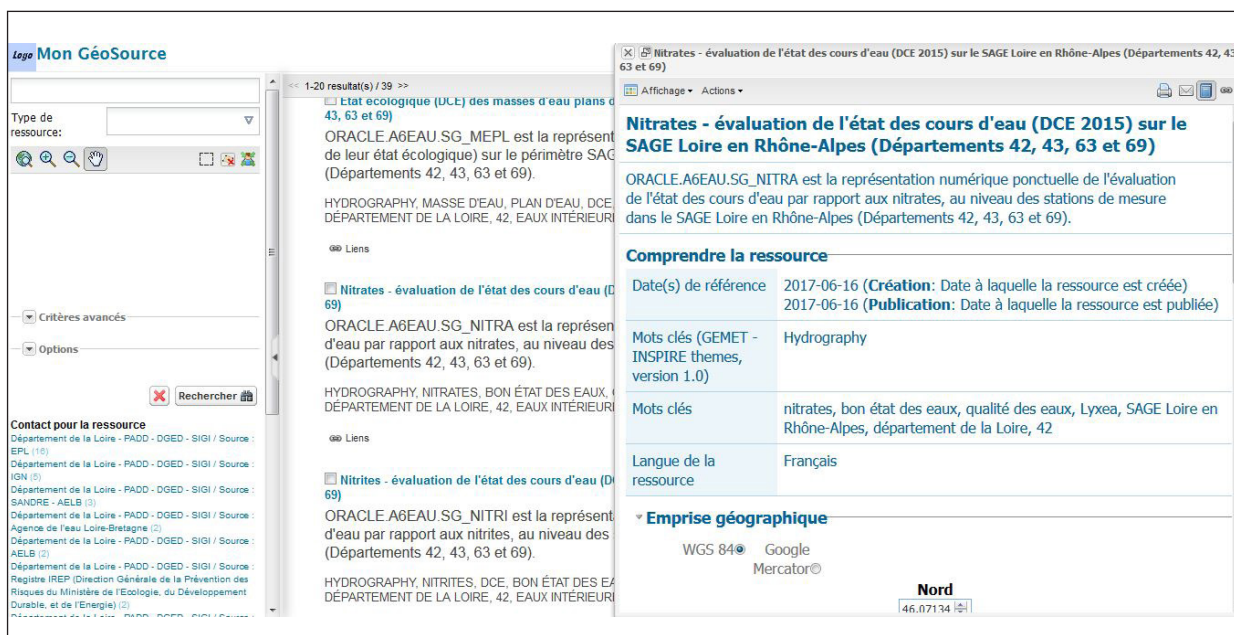 Logo Mon GéoSource
Type de
ressource:
Critères avancés
Options
Rechercher
Contact pour la ressource
Département de la Loire - PADD - DGED - SIGI / Source :
EPL (16)
Département de la Loire - PADD - DGED - SIGI / Source :
IGN (5)
Département de la Loire - PADD - DGED - SIGI / Source :
SANDRE - AELB (3)
Département de la Loire - PADD - DGED - SIGI / Source :
Agence de l'eau Loire-Bretagne (2)
Département de la Loire - PADD - DGED - SIGI / Source :
AELB (2)
Département de la Loire - PADD - DGED - SIGI / Source :
Registre IREP (Direction Générale de la Prévention des
Risques du Ministère de l'Ecologie, du Développement
Durable, et de l'Energie) (2)
Département de la Loire - PADD - DGED - SIGI / Source :
<< 1-20 resultat(s) / 39 >>
Etat écologique (DCE) des masses d'eau plans d
43, 63 et 69)
ORACLE.A6EAU.SG_MEPL est la représent
de leur état écologique) sur le périmètre SAG
(Départements 42, 43, 63 et 69).
HYDROGRAPHY, MASSE D'EAU, PLAN D'EAU, DCE,
DÉPARTEMENT DE LA LOIRE, 42, EAUX INTÉRIEURE
Liens
Nitrates - évaluation de l'état des cours d'eau (D
69)
ORACLE.A6EAU.SG_NITRA est la représen
d'eau par rapport aux nitrates, au niveau des
(Départements 42, 43, 63 et 69).
HYDROGRAPHY, NITRATES, BON ÉTAT DES EAUX,
DÉPARTEMENT DE LA LOIRE, 42, EAUX INTÉRIEURE
Liens
Nitrites - évaluation de l'état des cours d'eau (D
69)
ORACLE.A6EAU.SG_NITRI est la représent
d'eau par rapport aux nitrites, au niveau des
(Départements 42, 43, 63 et 69).
HYDROGRAPHY, NITRITES, DCE, BON ÉTAT DES EA
DÉPARTEMENT DE LA LOIRE, 42, EAUX INTÉRIEURE
Nitrates - évaluation de l'état des cours d'eau (DCE 2015) sur le SAGE Loire en Rhône-Alpes (Départements 42, 43
63 et 69)
Affichage Actions
Nitrates - évaluation de l'état des cours d'eau (DCE 2015) sur le
SAGE Loire en Rhône-Alpes (Départements 42, 43, 63 et 69)
ORACLE.A6EAU.SG_NITRA est la représentation numérique ponctuelle de l'évaluation
de l'état des cours d'eau par rapport aux nitrates, au niveau des stations de mesure
dans le SAGE Loire en Rhône-Alpes (Départements 42, 43, 63 et 69).
Comprendre la ressource
Date(s) de référence 2017-06-16 (Création: Date à laquelle la ressource est créée)
2017-06-16 (Publication: Date à laquelle la ressource est publiée)
Mots clés (GEMET - Hydrography
INSPIRE themes,
version 1.0)
Mots clés nitrates, bon état des eaux, qualité des eaux, Lyxea, SAGE Loire en
Rhône-Alpes, département de la Loire, 42
Langue de la Français
ressource
Emprise géographique
WGS 84 Google
Mercator
Nord
46.07134